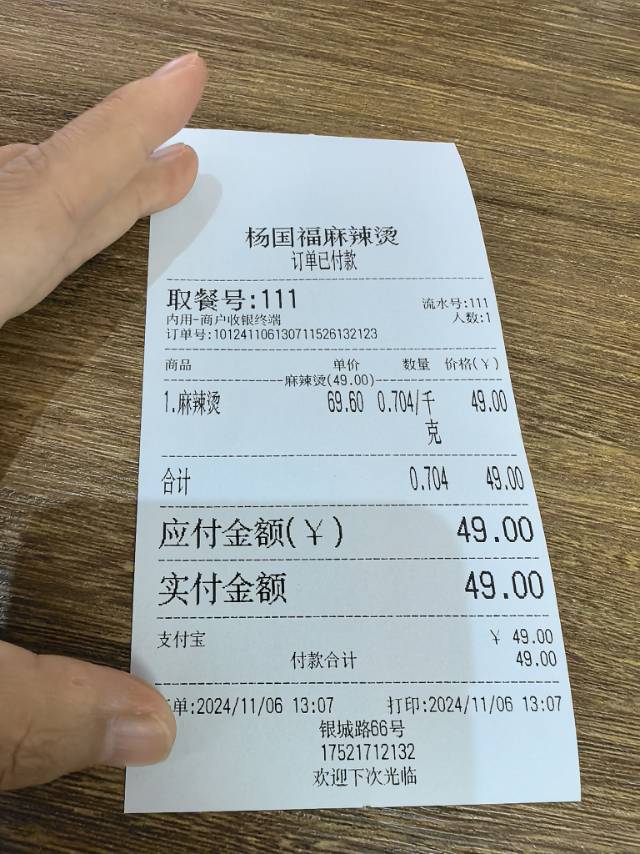 杨国福麻辣烫
订单已付款
取餐号:111 流水号:111
内用-商户收银终端 人数:1
订单号:101241106130711526132123
商品 单价 数量 价格(¥)
麻辣烫(49.00)
1.麻辣烫 69.60 0.704/千克 49.00
合计 0.704 49.00
应付金额(¥) 49.00
实付金额 49.00
支付宝 ¥ 49.00
付款合计 49.00
单:2024/11/06 13:07 打印:2024/11/06 13:07
银城路66号
17521712132
欢迎下次光临